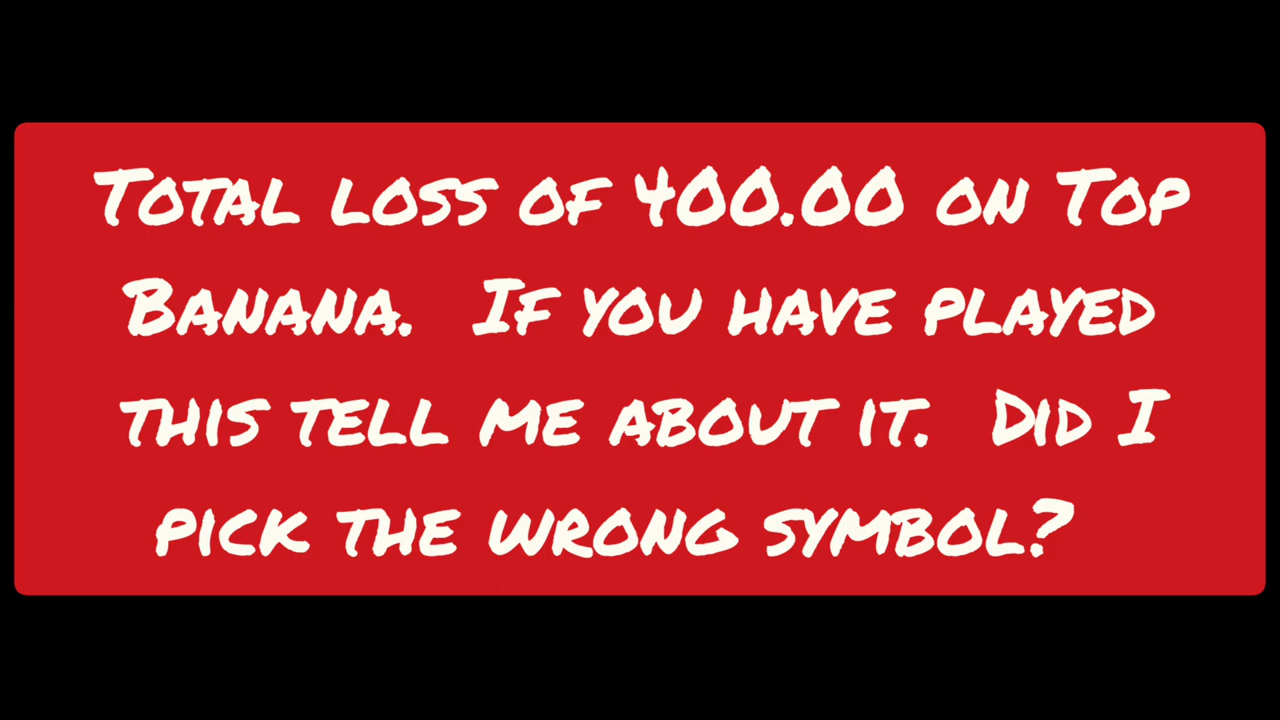 Total loss of 400.00 on Top
Banana.  If you have played
this tell me about it.  Did I
pick the wrong symbol?